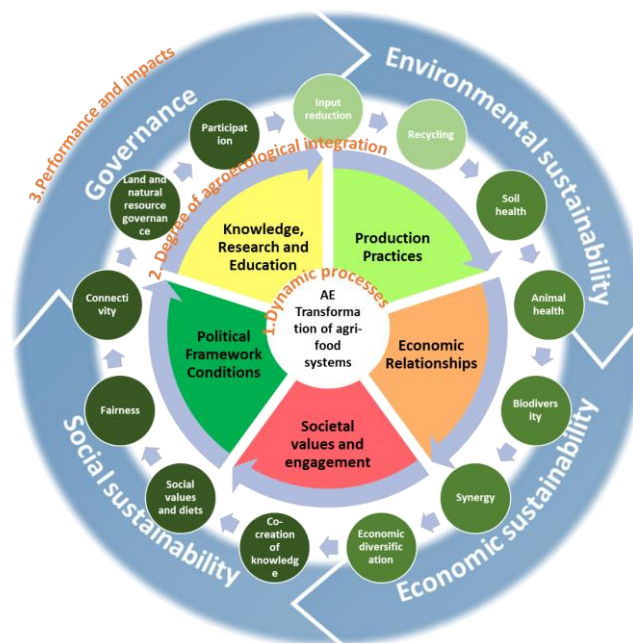 3.Performance and impacts
Governance
Environmental sustainability
Economic sustainability
Social sustainability
2. Degree of agroecological integration
Input
reduction
Recycling
Soil
health
Animal
health
Biodivers
ity
Synergy
Economic
diversific
ation
Co-
creation of
knowledg
e
Social
values and
diets
Fairness
Connecti
vity
Land and
natural
resource
governa
nce
Participat
ion
1.Dynamic processes
Knowledge,
Research and
Education
Production
Practices
Economic
Relationships
Societal
values and
engagement
Political
Framework
Conditions
AE
Transforma
tion of agri-
food
systems